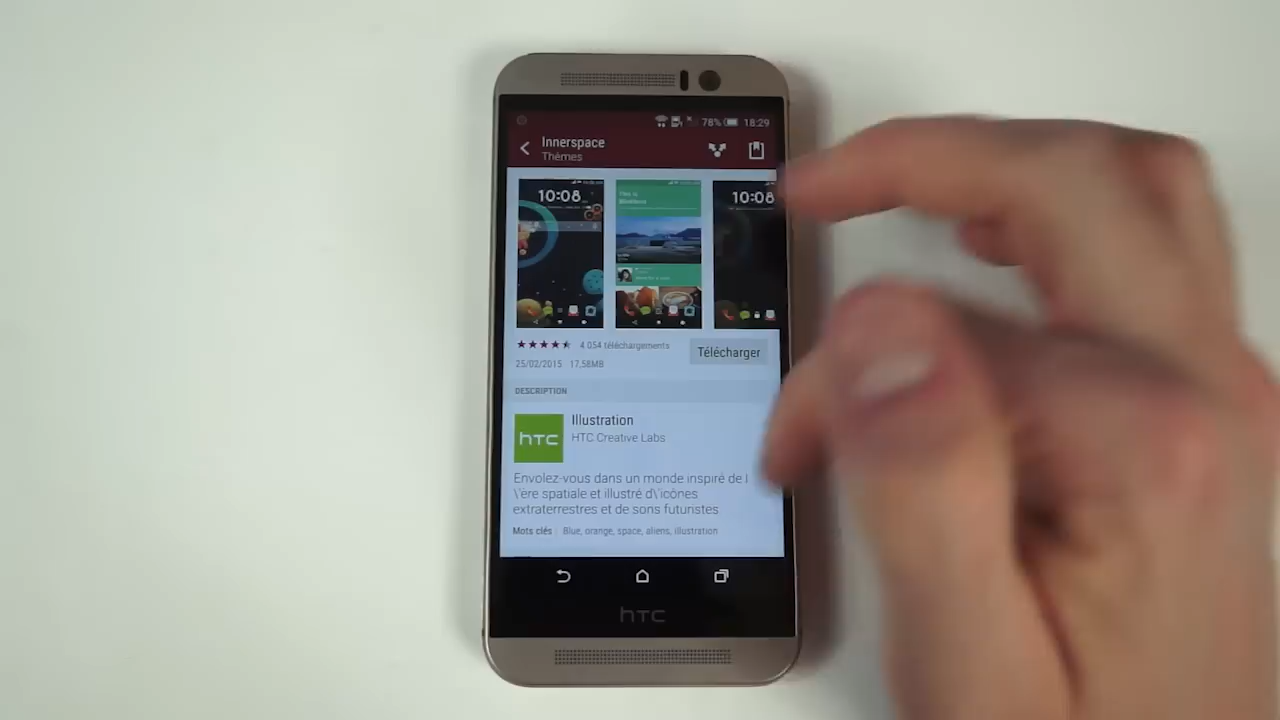 78% 18:29
Innerspace
Thèmes
10:08
10:08
4 054 téléchargements
Télécharger
25/02/2015 17,58MB
DESCRIPTION
hTC
Illustration
HTC Creative Labs
Envolez-vous dans un monde inspiré de l
\'ère spatiale et illustré d\'icônes
extraterrestres et de sons futuristes
Mots clés Blue, orange, space, aliens, illustration
hTC